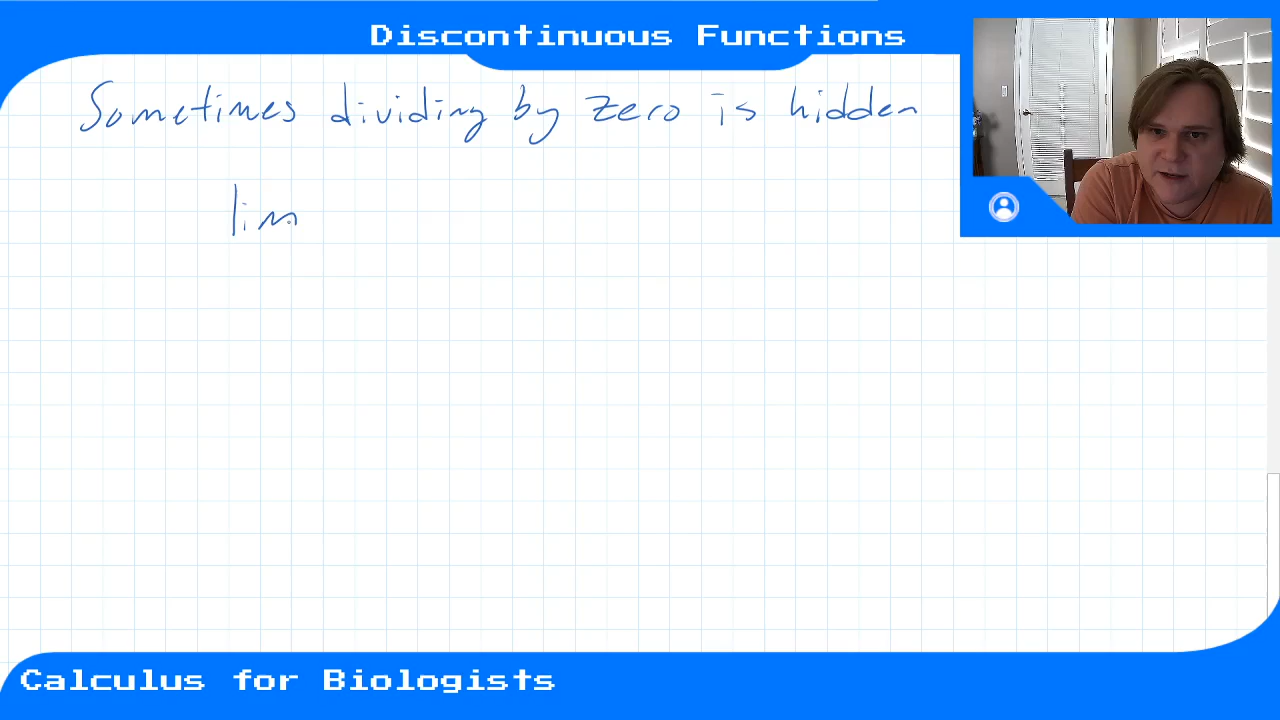 Discontinuous Functions
Sometimes dividing by zero is hidden
lim
Calculus for Biologists